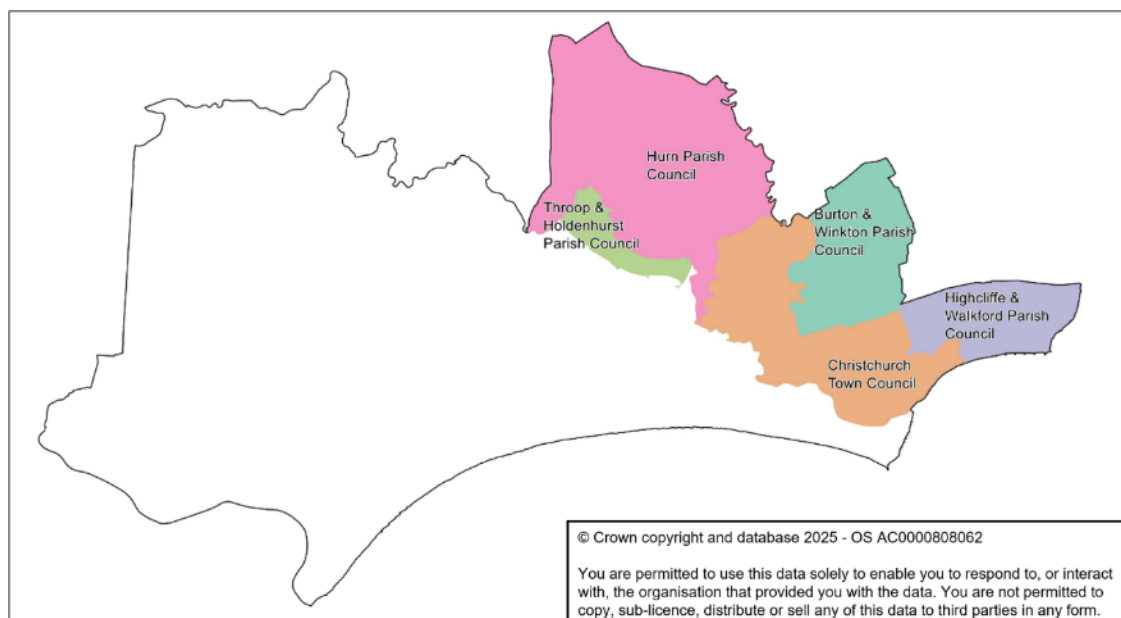 Hurn Parish
Council
Throop &
Holdenhurst
Parish Council
Burton &
Winkton Parish
Council
Highcliffe &
Walkford Parish
Council
Christchurch
Town Council
© Crown copyright and database 2025 - OS AC0000808062
You are permitted to use this data solely to enable you to respond to, or interact
with, the organisation that provided you with the data. You are not permitted to
copy, sub-licence, distribute or sell any of this data to third parties in any form.